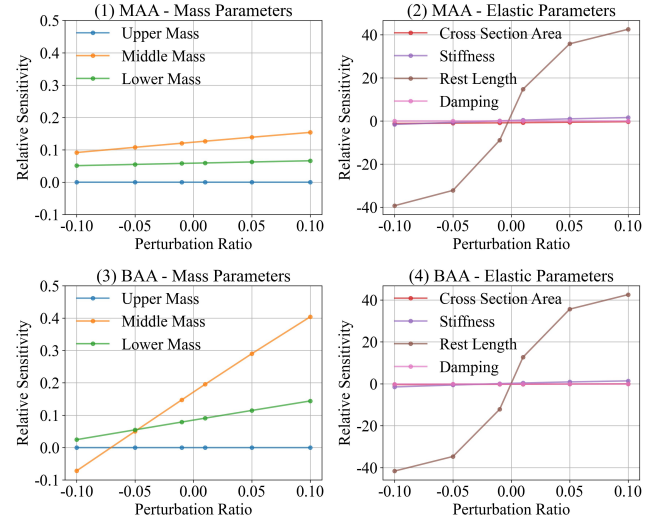 (1) MAA - Mass Parameters
0.5
0.4
0.3
0.2
0.1
0.0
-0.1
Relative Sensitivity
Upper Mass
Middle Mass
Lower Mass
-0.10
-0.05
0.00
0.05
0.10
Perturbation Ratio
(2) MAA - Elastic Parameters
40
20
0
-20
-40
Relative Sensitivity
Cross Section Area
Stiffness
Rest Length
Damping
-0.10
-0.05
0.00
0.05
0.10
Perturbation Ratio
(3) BAA - Mass Parameters
0.5
0.4
0.3
0.2
0.1
0.0
-0.1
Relative Sensitivity
Upper Mass
Middle Mass
Lower Mass
-0.10
-0.05
0.00
0.05
0.10
Perturbation Ratio
(4) BAA - Elastic Parameters
40
20
0
-20
-40
Relative Sensitivity
Cross Section Area
Stiffness
Rest Length
Damping
-0.10
-0.05
0.00
0.05
0.10
Perturbation Ratio